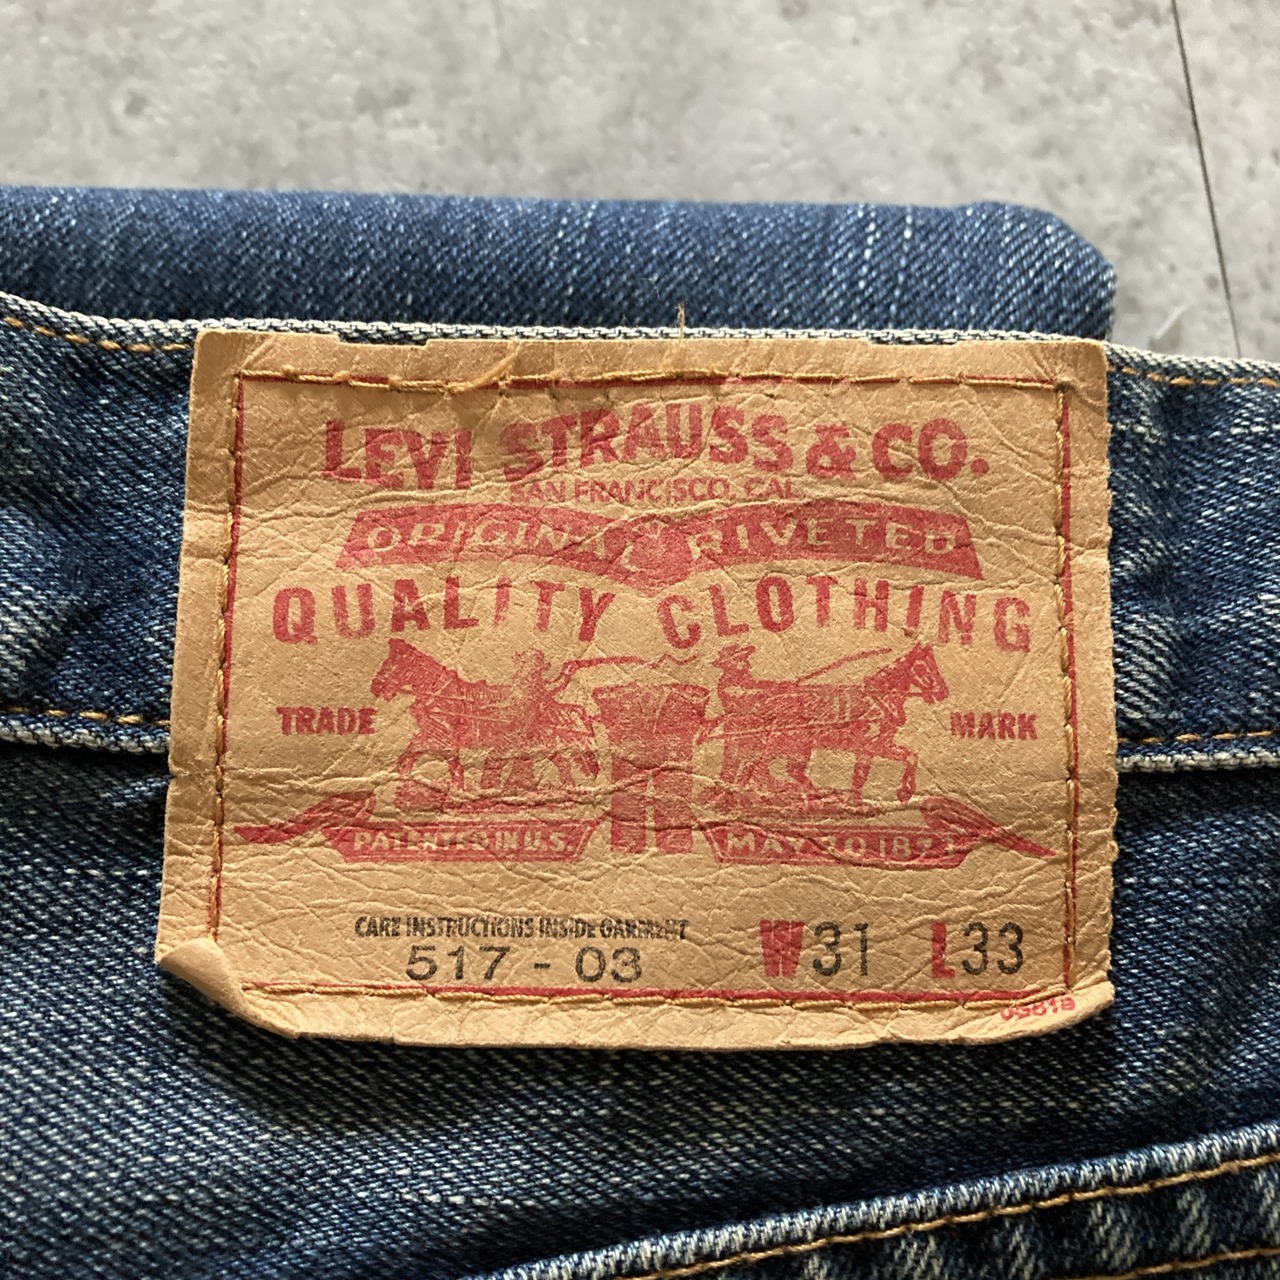 LEVI STRAUSS & CO.
SAN FRANCISCO, CAL.
ORIGINAL RIVETED
QUALITY CLOTHING
TRADE MARK
PATENTED IN U.S. MAY 20 1873
CARE INSTRUCTIONS INSIDE GARMENT
517 - 03 W31 L33